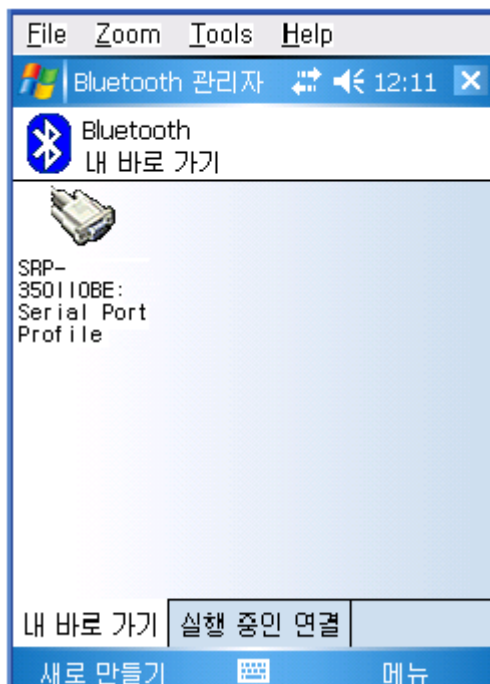 File Zoom Tools Help
Bluetooth 관리자 12:11
Bluetooth
내 바로 가기
SRP-
350IIOBE:
Serial Port
Profile
내 바로 가기 실행 중인 연결
새로 만들기 메뉴